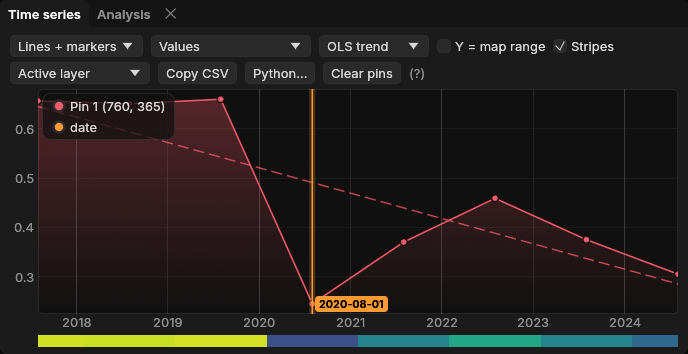 Time series Analysis
Lines + markers Values OLS trend Y = map range Stripes
Active layer Copy CSV Python... Clear pins (?)
Pin 1 (760, 365)
date
0.6
0.5
0.4
0.3
2020-08-01
2018 2019 2020 2021 2022 2023 2024